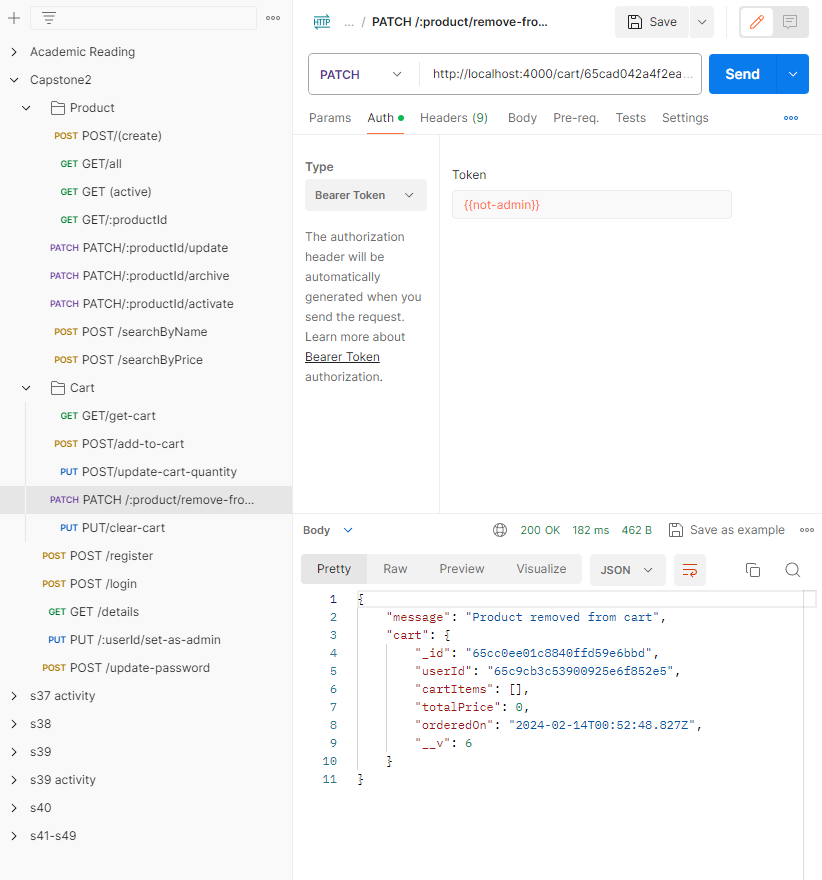 Academic Reading
Capstone2
Product
POST POST/(create)
GET GET/all
GET GET (active)
GET GET/:productId
PATCH PATCH/:productId/update
PATCH PATCH/:productId/archive
PATCH PATCH/:productId/activate
POST POST /searchByName
POST POST /searchByPrice
Cart
GET GET/get-cart
POST POST/add-to-cart
PUT POST/update-cart-quantity
PATCH PATCH /:product/remove-fro...
PUT PUT/clear-cart
POST POST /register
POST POST /login
GET GET /details
PUT PUT /:userId/set-as-admin
POST POST /update-password
s37 activity
s38
s39
s39 activity
s40
s41-s49
HTTP ... / PATCH /:product/remove-fro... Save
PATCH http://localhost:4000/cart/65cad042a4f2ea... Send
Params Auth Headers (9) Body Pre-req. Tests Settings
Type
Bearer Token
The authorization
header will be
automatically
generated when you
send the request.
Learn more about
Bearer Token
authorization.
Token
{{not-admin}}
Body 200 OK 182 ms 462 B Save as example
Pretty Raw Preview Visualize JSON
1 {
2 "message": "Product removed from cart",
3 "cart": {
4 "_id": "65cc0ee01c8840ffd59e6bbd",
5 "userId": "65c9cb3c53900925e6f852e5",
6 "cartItems": [],
7 "totalPrice": 0,
8 "orderedOn": "2024-02-14T00:52:48.827Z",
9 "__v": 6
10 }
11 }